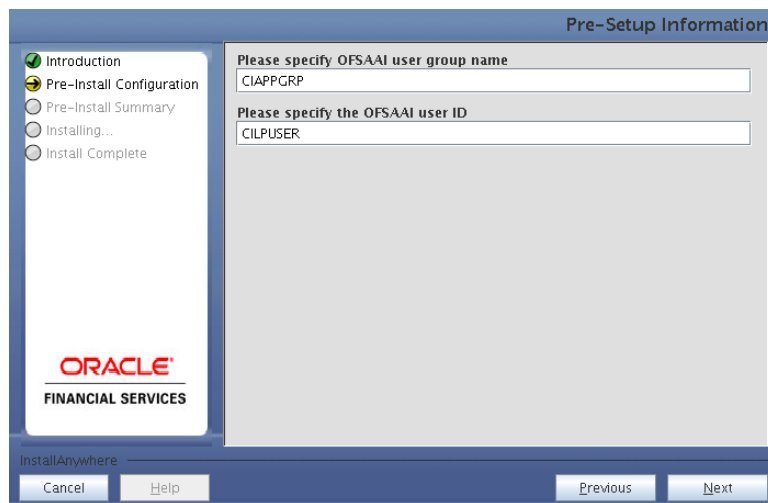 Pre-Setup Information
Introduction
Pre-Install Configuration
Pre-Install Summary
Installing...
Install Complete
Please specify OFSAAI user group name
CIAPPGRP
Please specify the OFSAAI user ID
CILPUSER
ORACLE
FINANCIAL SERVICES
InstallAnywhere
Cancel
Help
Previous
Next